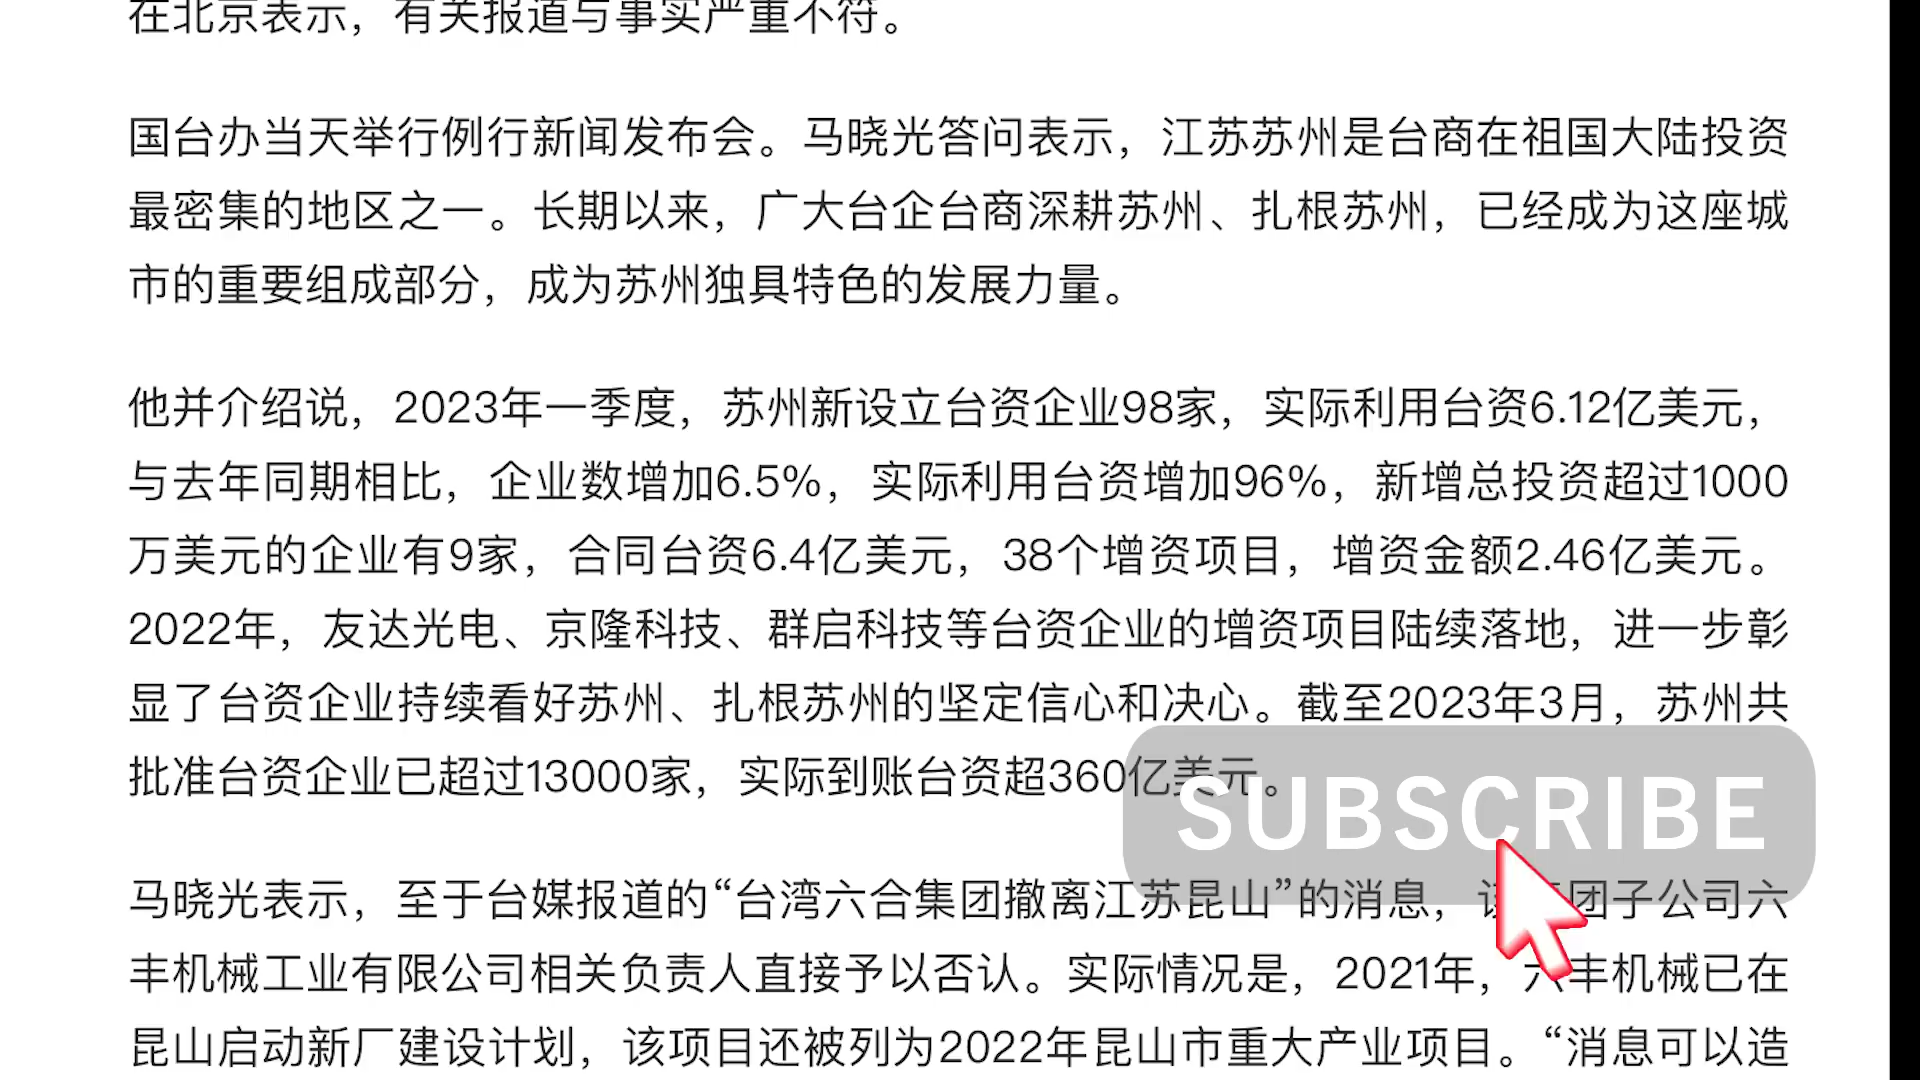 在北京表示，有关报道与事实严重不符。
国台办当天举行例行新闻发布会。马晓光答问表示，江苏苏州是台商在祖国大陆投资
最密集的地区之一。长期以来，广大台企台商深耕苏州、扎根苏州，已经成为这座城
市的重要组成部分，成为苏州独具特色的发展力量。
他并介绍说，2023年一季度，苏州新设立台资企业98家，实际利用台资6.12亿美元，
与去年同期相比，企业数增加6.5%，实际利用台资增加96%，新增总投资超过1000
万美元的企业有9家，合同台资6.4亿美元，38个增资项目，增资金额2.46亿美元。
2022年，友达光电、京隆科技、群启科技等台资企业的增资项目陆续落地，进一步彰
显了台资企业持续看好苏州、扎根苏州的坚定信心和决心。截至2023年3月，苏州共
批准台资企业已超过13000家，实际到账台资超360亿美元。
SUBSCRIBE
马晓光表示，至于台媒报道的“台湾六合集团撤离江苏昆山”的消息，该集团子公司六
丰机械工业有限公司相关负责人直接予以否认。实际情况是，2021年，六丰机械已在
昆山启动新厂建设计划，该项目还被列为2022年昆山市重大产业项目。“消息可以造